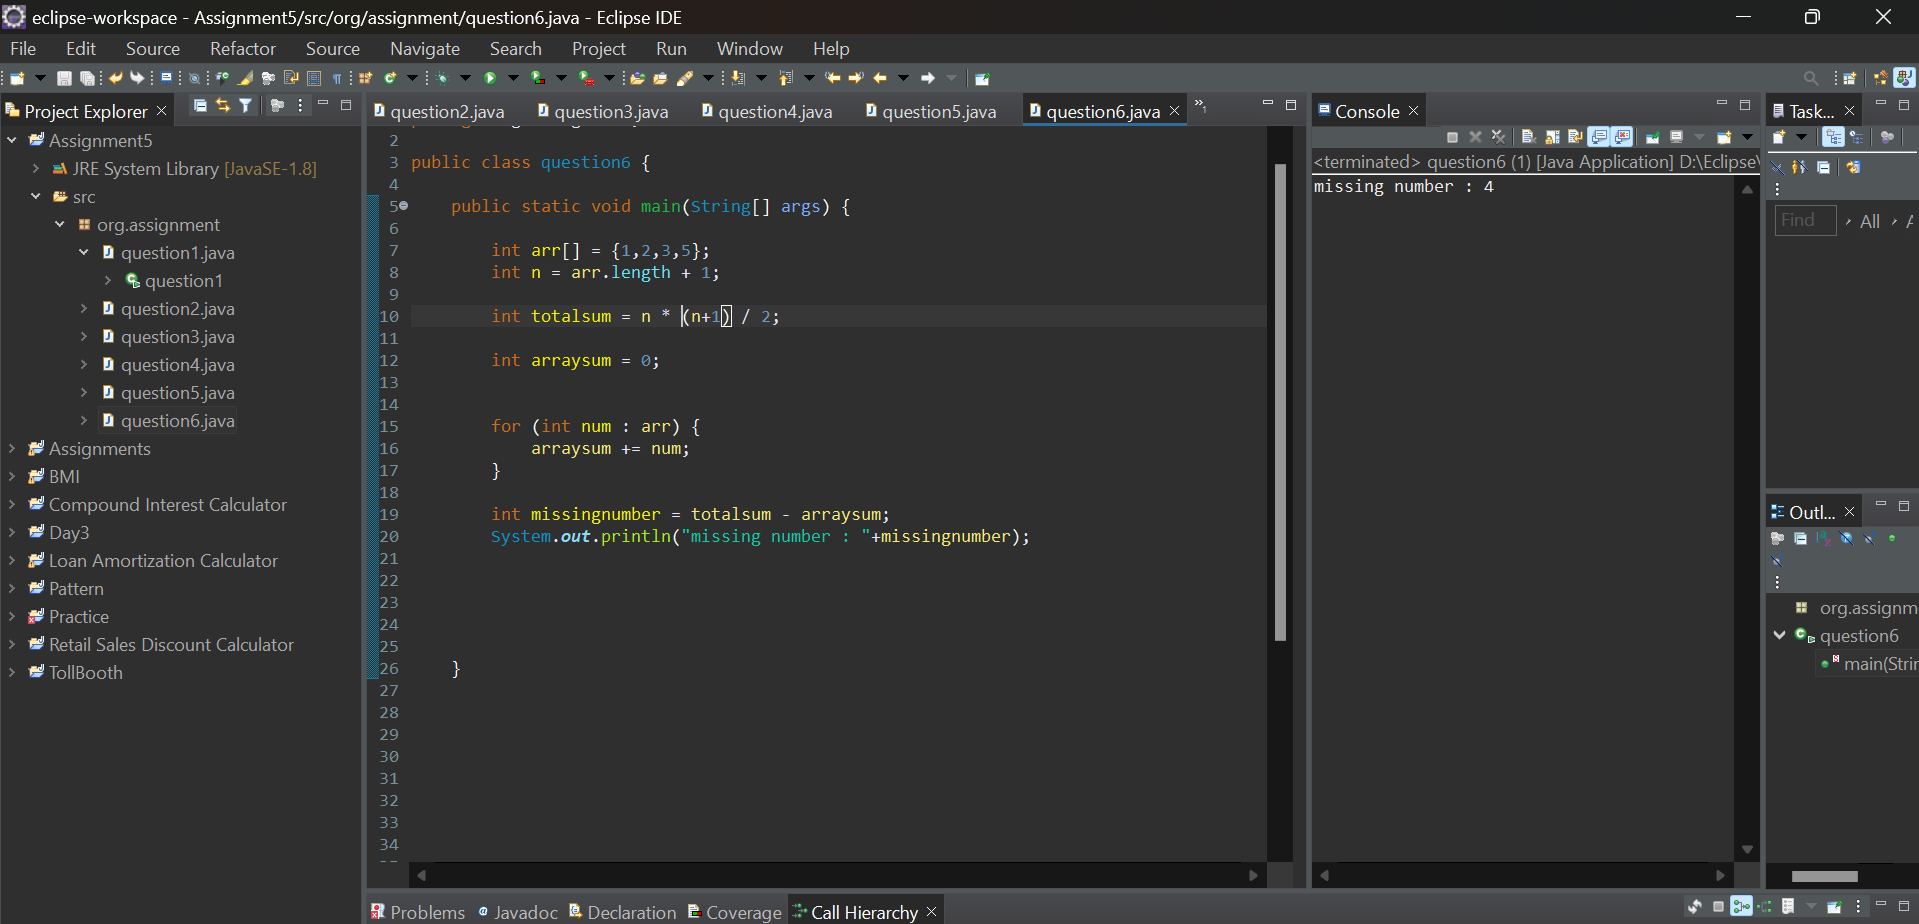 eclipse-workspace - Assignment5/src/org/assignment/question6.java - Eclipse IDE
File Edit Source Refactor Source Navigate Search Project Run Window Help
Project Explorer
Assignment5
JRE System Library [JavaSE-1.8]
src
org.assignment
question1.java
question1
question2.java
question3.java
question4.java
question5.java
question6.java
Assignments
BMI
Compound Interest Calculator
Day3
Loan Amortization Calculator
Pattern
Practice
Retail Sales Discount Calculator
TollBooth
question2.java question3.java question4.java question5.java question6.java »1
2
3 public class question6 {
4
5 public static void main(String[] args) {
6
7 int arr[] = {1,2,3,5};
8 int n = arr.length + 1;
9
10 int totalsum = n * (n+1) / 2;
11
12 int arraysum = 0;
13
14
15 for (int num : arr) {
16 arraysum += num;
17 }
18
19 int missingnumber = totalsum - arraysum;
20 System.out.println("missing number : "+missingnumber);
21
22
23
24
25
26 }
27
28
29
30
31
32
33
34
Console
<terminated> question6 (1) [Java Application] D:\Eclipse\
missing number : 4
Task...
Find All
Outl...
org.assignm
question6
main(Strin
Problems Javadoc Declaration Coverage Call Hierarchy